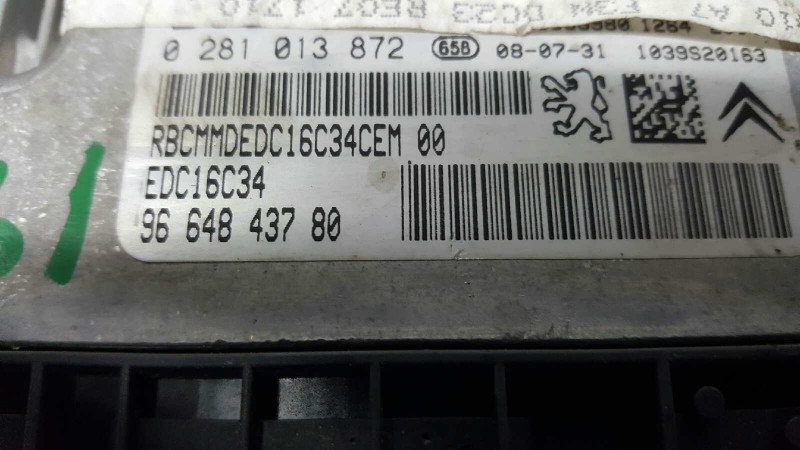 0 281 013 872 658 08-07-31 1039S20163
RBCMMDEDC16C34CEM 00
EDC16C34
96 648 437 80